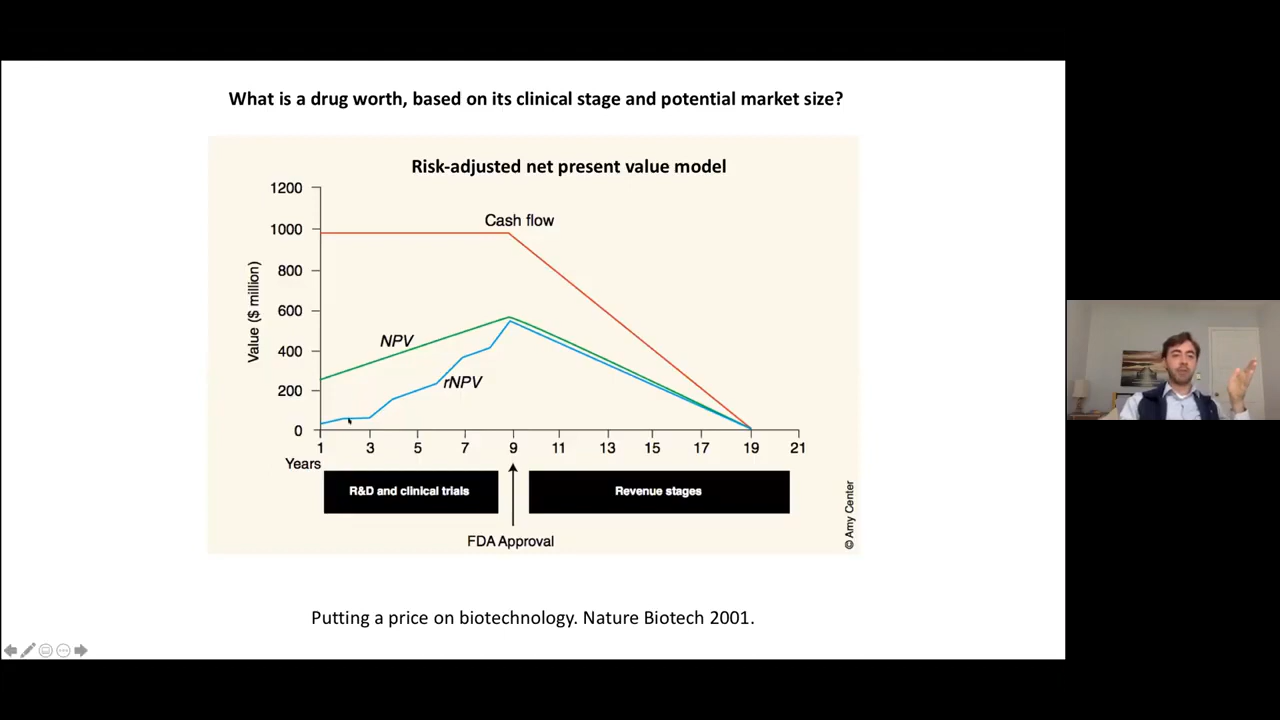 What is a drug worth, based on its clinical stage and potential market size?
Risk-adjusted net present value model
1200
1000
800
600
400
200
0
Value ($ million)
Cash flow
NPV
rNPV
1 3 5 7 9 11 13 15 17 19 21
Years
R&D and clinical trials
Revenue stages
FDA Approval
© Amy Center
Putting a price on biotechnology. Nature Biotech 2001.